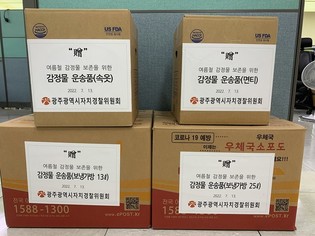 US FDA
"贈"
여름철 감정물 보존을 위한
감정물 운송품(속옷)
2022. 7. 13
광주광역시자치경찰위원회
US FDA
"贈"
여름철 감정물 보존을 위한
감정물 운송품(면티)
2022. 7. 13
광주광역시자치경찰위원회
"贈"
여름철 감정물 보존을 위한
감정물 운송품(보냉가방 13ℓ)
2022. 7. 13
광주광역시자치경찰위원회
1588-1300
코로나 19 예방
우체국
우체국소포도
"贈"
여름철 감정물 보존을 위한
감정물 운송품(보냉가방 25ℓ)
2022. 7. 13
광주광역시자치경찰위원회